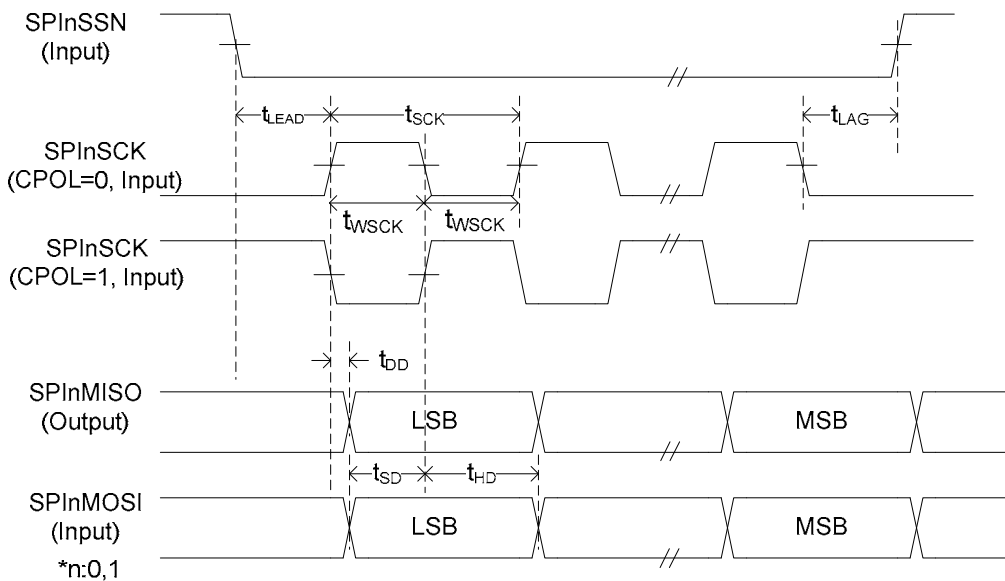 SPInSSN
(Input)
tLEAD
tSCK
tLAG
SPInSCK
(CPOL=0, Input)
tWSCK
tWSCK
SPInSCK
(CPOL=1, Input)
tDD
SPInMISO
(Output)
LSB
MSB
tSD
tHD
SPInMOSI
(Input)
LSB
MSB
*n:0,1